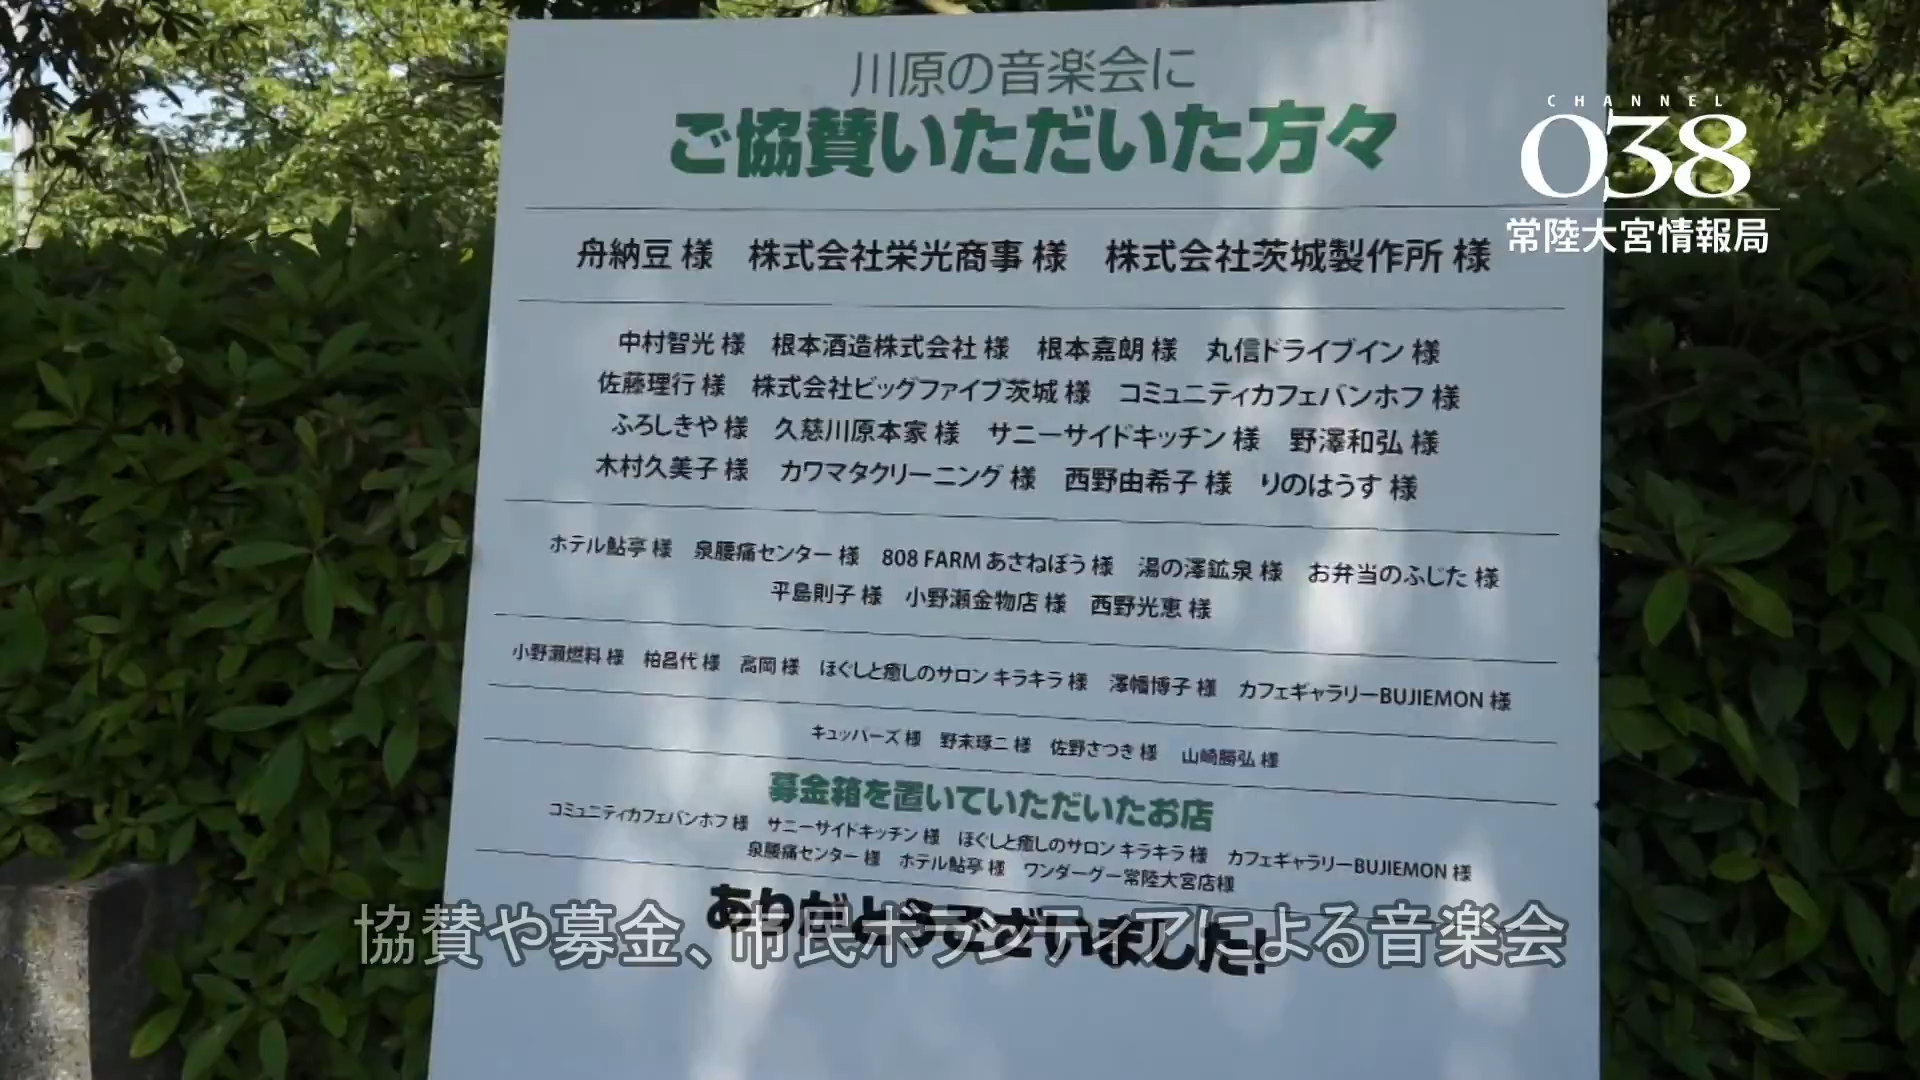 川原の音楽会に
ご協賛いただいた方々
CHANNEL
038
常陸大宮情報局
舟納豆 様　株式会社栄光商事 様　株式会社茨城製作所 様
中村智光 様　根本酒造株式会社 様　根本嘉朗 様　丸信ドライブイン 様
佐藤理行 様　株式会社ビッグファイブ茨城 様　コミュニティカフェバンホフ 様
ふろしきや 様　久慈川原本家 様　サニーサイドキッチン 様　野澤和弘 様
木村久美子 様　カワマタクリーニング 様　西野由希子 様　りのはうす 様
ホテル鮎亭 様　泉腰痛センター 様　808 FARM あさねぼう 様　湯の澤鉱泉 様　お弁当のふじた 様
平島則子 様　小野瀬金物店 様　西野光恵 様
小野瀬燃料 様　柏昌代 様　高岡 様　ほぐしと癒しのサロン キラキラ 様　澤幡博子 様　カフェギャラリーBUJIEMON 様
キュッパーズ 様　野末琢二 様　佐野さつき 様　山崎勝弘 様
募金箱を置いていただいたお店
コミュニティカフェバンホフ 様　サニーサイドキッチン 様　ほぐしと癒しのサロン キラキラ 様　カフェギャラリーBUJIEMON 様
泉腰痛センター 様　ホテル鮎亭 様　ワンダーグー常陸大宮店様
ありがとうございました!
協賛や募金、市民ボランティアによる音楽会